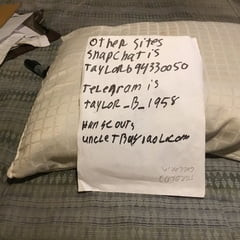 Other sites
snapchat is
Taylorb94330050
Telegram is
Taylor_B_1958
Hangouts